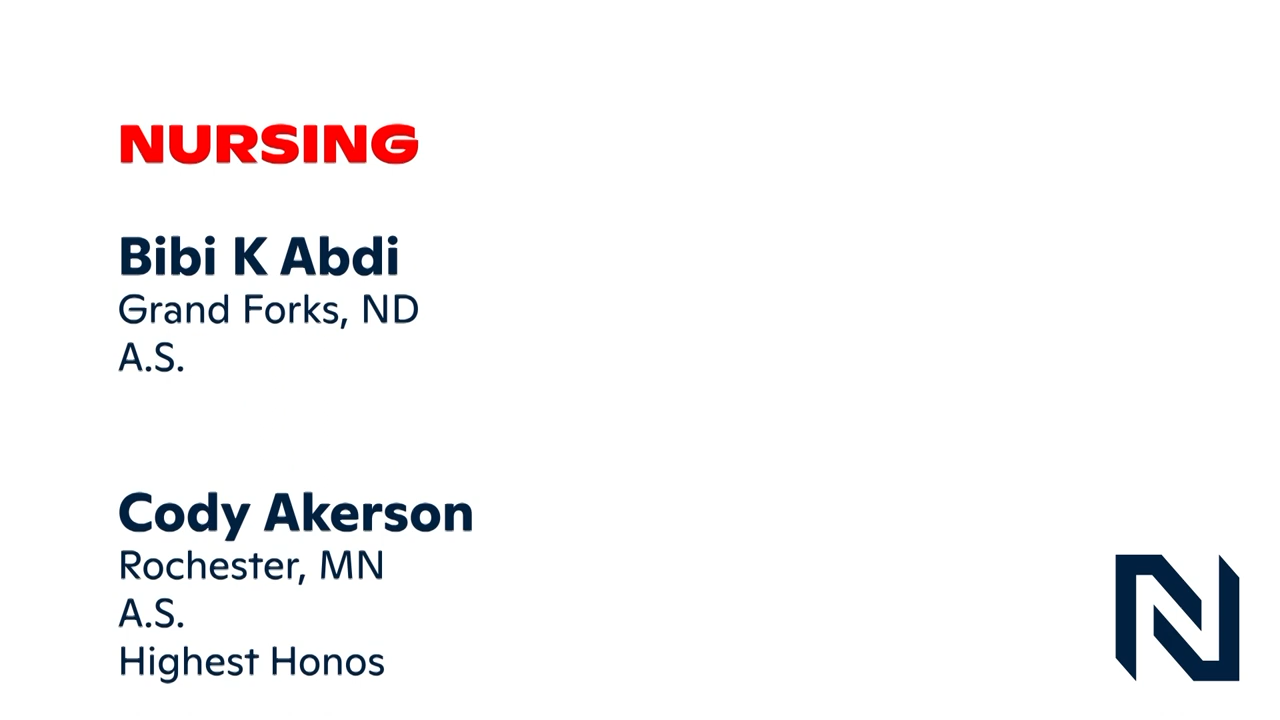 NURSING
Bibi K Abdi
Grand Forks, ND
A.S.
Cody Akerson
Rochester, MN
A.S.
Highest Honos
N